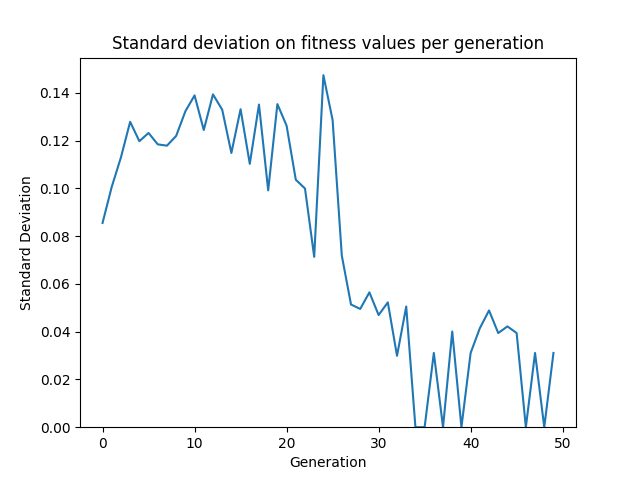 Standard deviation on fitness values per generation
0.14
0.12
0.10
0.08
0.06
0.04
0.02
0.00
Standard Deviation
0 10 20 30 40 50
Generation